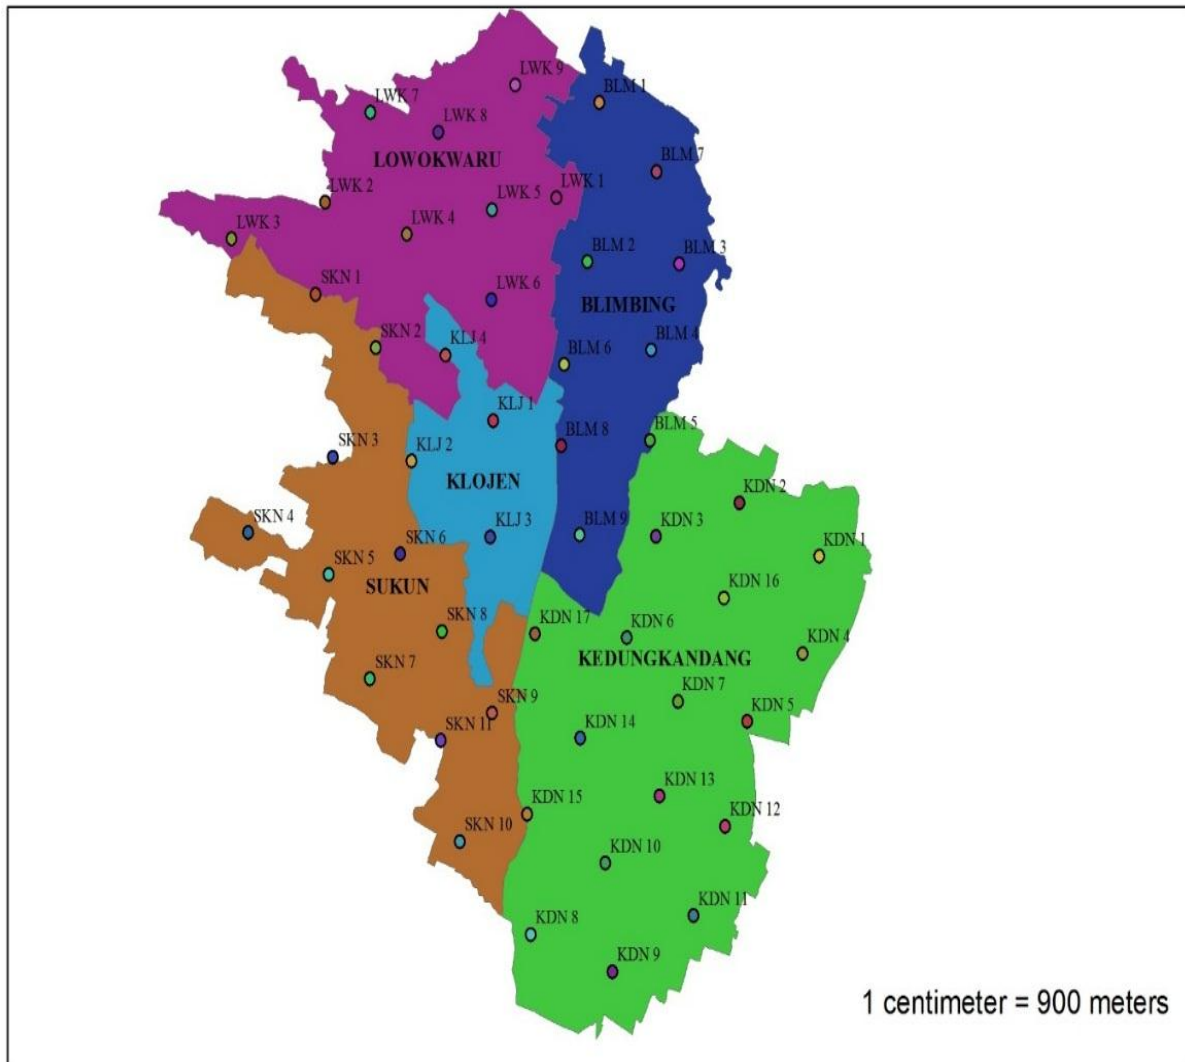 LWK 9
BLM 1
LWK 7
LWK 8
LOWOKWARU
BLM 7
LWK 2
LWK 5
LWK 1
LWK 3
LWK 4
BLM 2
BLM 3
SKN 1
LWK 6
BLIMBING
SKN 2
KLJ 4
BLM 6
BLM 4
KLJ 1
SKN 3
KLJ 2
BLM 8
BLM 5
KLOJEN
KDN 2
SKN 4
SKN 6
KLJ 3
BLM 9
KDN 3
KDN 1
SKN 5
SUKUN
KDN 16
SKN 8
KDN 17
KDN 6
KDN 4
KEDUNGKANDANG
SKN 7
KDN 7
SKN 9
SKN 11
KDN 14
KDN 5
KDN 13
KDN 15
KDN 12
SKN 10
KDN 10
KDN 11
KDN 8
KDN 9
1 centimeter = 900 meters